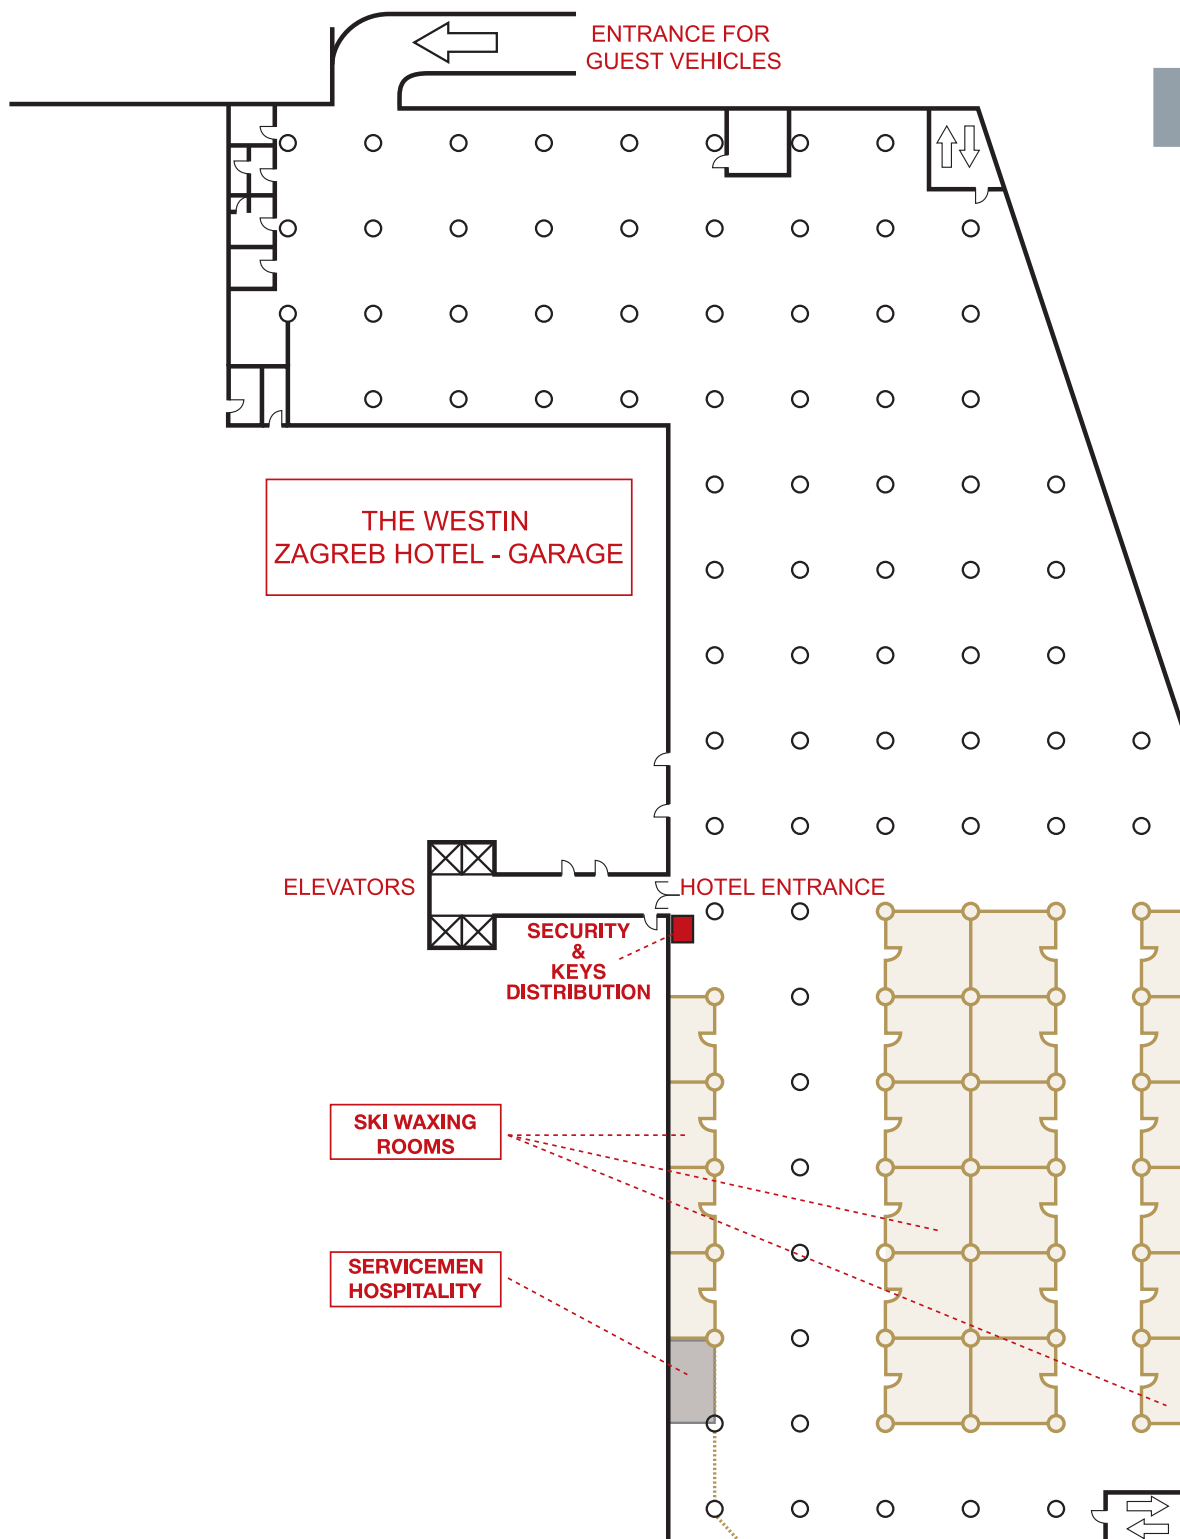 ENTRANCE FOR
GUEST VEHICLES
THE WESTIN
ZAGREB HOTEL - GARAGE
ELEVATORS
HOTEL ENTRANCE
SECURITY
&
KEYS
DISTRIBUTION
SKI WAXING
ROOMS
SERVICEMEN
HOSPITALITY